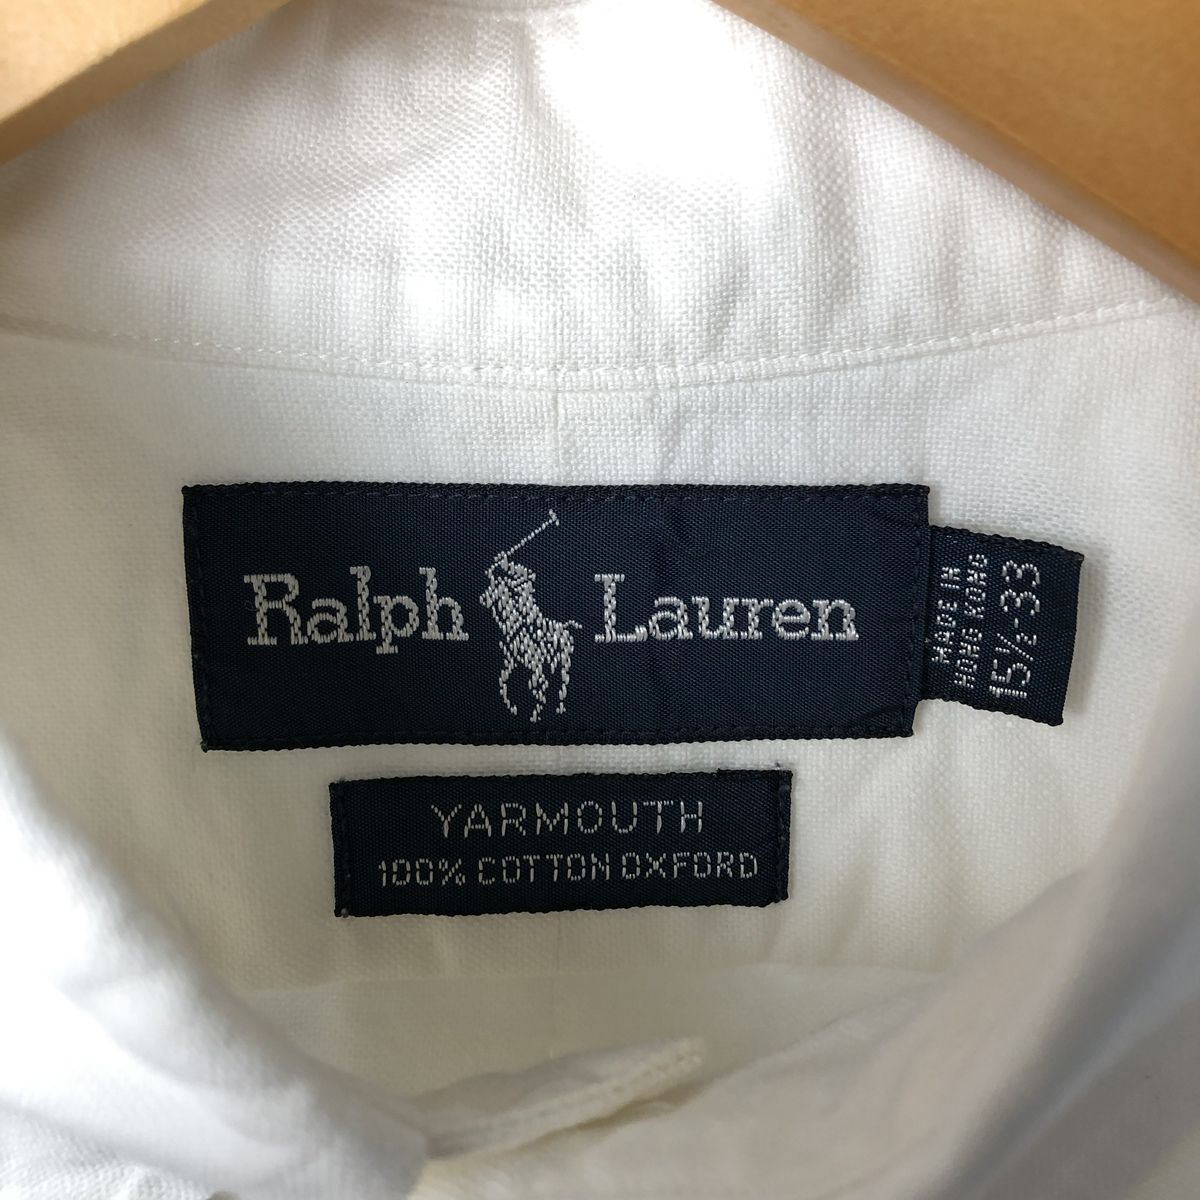 Ralph Lauren
MADE IN
HONG KONG
15½-33
YARMOUTH
100% COTTON OXFORD